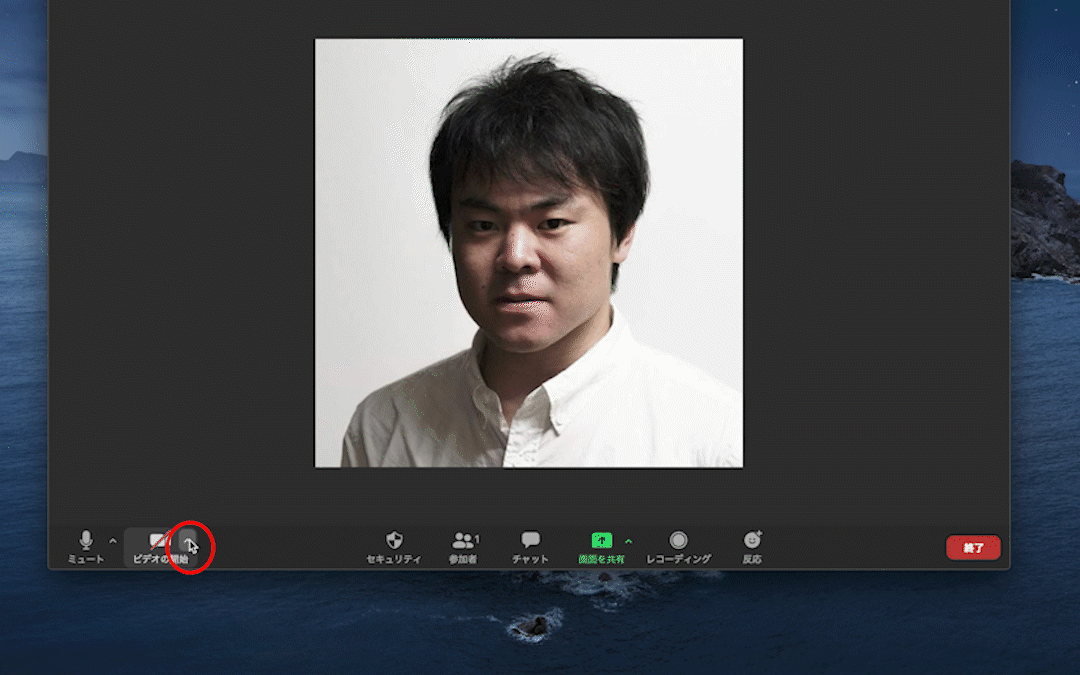 ミュート
ビデオの開始
セキュリティ
1
参加者
チャット
画面を共有
レコーディング
反応
終了